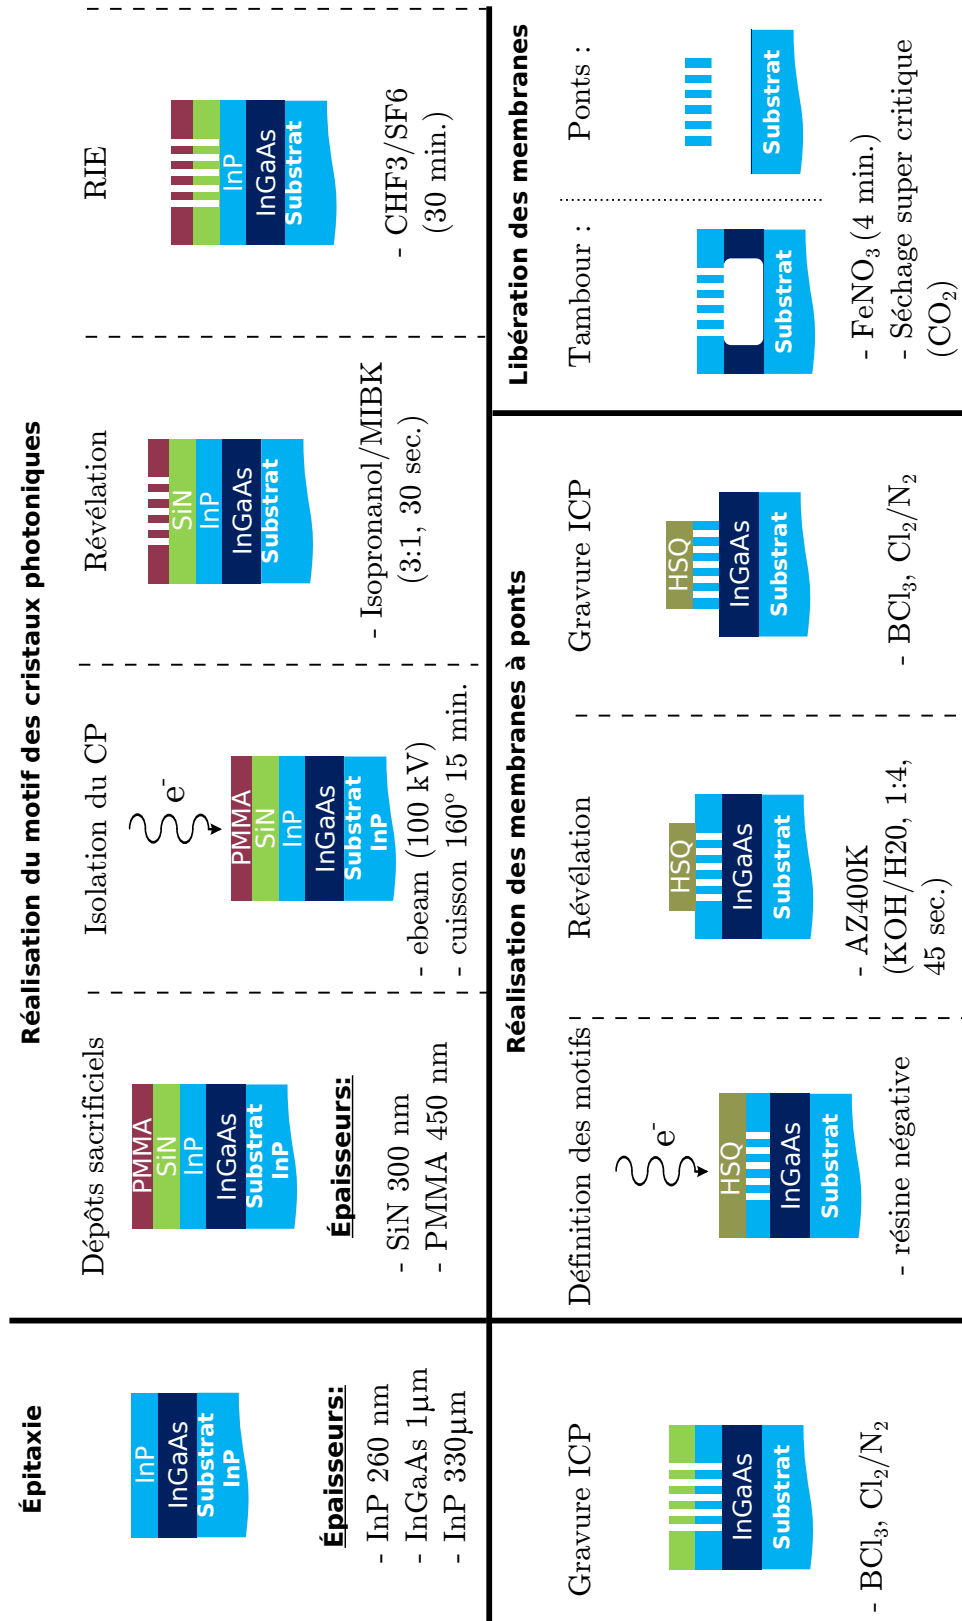 Épitaxie
InP
InGaAs
Substrat
InP
Épaisseurs:
- InP 260 nm
- InGaAs 1µm
- InP 330µm
Réalisation du motif des cristaux photoniques
Dépôts sacrificiels
PMMA
SiN
InP
InGaAs
Substrat
InP
Épaisseurs:
- SiN 300 nm
- PMMA 450 nm
Isolation du CP
e-
PMMA
SiN
InP
InGaAs
Substrat
InP
- ebeam (100 kV)
- cuisson 160° 15 min.
Révélation
SiN
InP
InGaAs
Substrat
- Isopronanol/MIBK
(3:1, 30 sec.)
RIE
InP
InGaAs
Substrat
- CHF3/SF6
(30 min.)
Gravure ICP
InGaAs
Substrat
- BCl₃, Cl₂/N₂
Réalisation des membranes à ponts
Définition des motifs
e-
HSQ
InGaAs
Substrat
- résine négative
Révélation
HSQ
InGaAs
Substrat
- AZ400K
(KOH/H20, 1:4,
45 sec.)
Gravure ICP
HSQ
InGaAs
Substrat
- BCl₃, Cl₂/N₂
Libération des membranes
Tambour :
Substrat
Ponts :
Substrat
- FeNO₃ (4 min.)
- Séchage super critique
(CO₂)